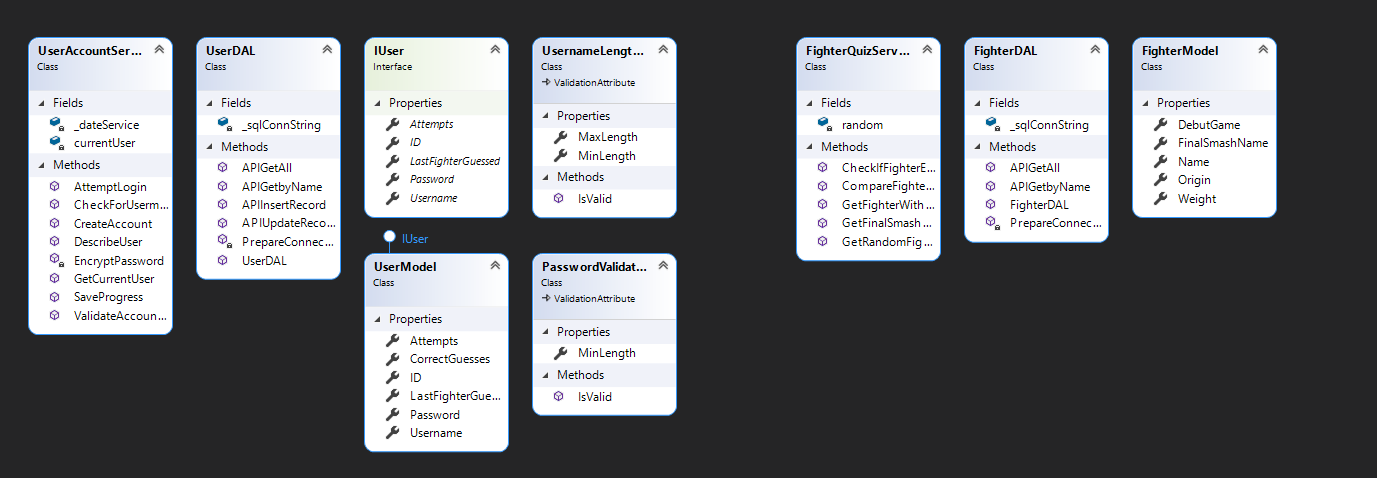 UserAccountSer...
Class
Fields
_dateService
currentUser
Methods
AttemptLogin
CheckForUserm...
CreateAccount
DescribeUser
EncryptPassword
GetCurrentUser
SaveProgress
ValidateAccoun...
UserDAL
Class
Fields
_sqlConnString
Methods
APIGetAll
APIGetbyName
APIInsertRecord
APIUpdateReco...
PrepareConnec...
UserDAL
IUser
Interface
Properties
Attempts
ID
LastFighterGuessed
Password
Username
IUser
UserModel
Class
Properties
Attempts
CorrectGuesses
ID
LastFighterGue...
Password
Username
UsernameLengt...
Class
ValidationAttribute
Properties
MaxLength
MinLength
Methods
IsValid
PasswordValidat...
Class
ValidationAttribute
Properties
MinLength
Methods
IsValid
FighterQuizServ...
Class
Fields
random
Methods
CheckIfFighterE...
CompareFighte...
GetFighterWith...
GetFinalSmash...
GetRandomFig...
FighterDAL
Class
Fields
_sqlConnString
Methods
APIGetAll
APIGetbyName
FighterDAL
PrepareConnec...
FighterModel
Class
Properties
DebutGame
FinalSmashName
Name
Origin
Weight